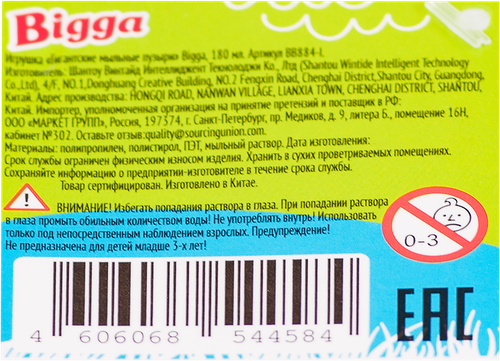 Bigga
Игрушка «Гигантские мыльные пузыри» Bigga, 180 мл. Артикул BB884-L
Изготовитель: Шантоу Винтайд Интеллиджент Текнолоджи Ко., Лтд (Shantou Wintide Intelligent Technology
Co.,Ltd), 4/F, NO.1,Donghuang Creative Building, NO.2 Fengxin Road, Chenghai District,Shantou City, Guangdong,
Китай. Адрес производства: HONGQI ROAD, NANWAN VILLAGE, LIANXIA TOWN, CHENGHAI DISTRICT, SHANTOU,
Китай. Импортер, уполномоченная организация на принятие претензий и поставщик в РФ:
ООО «МАРКЕТ ГРУПП», Россия, 197374, г. Санкт-Петербург, пр. Медиков, д. 9, литера Б., помещение 16Н,
кабинет №302. Оставьте отзыв:quality@sourcingunion.com
Материалы: полипропилен, полистирол, ПЭТ, мыльный раствор. Дата изготовления:
Срок службы ограничен физическим износом изделия. Хранить в сухих проветриваемых помещениях.
Сохраняйте информацию о предприятии-изготовителе в течение срока службы.
Товар сертифицирован. Изготовлено в Китае.
! ВНИМАНИЕ! Избегать попадания раствора в глаза. При попадании раствора
в глаза промыть обильным количеством воды! Не употреблять внутрь! Использовать
только под непосредственным наблюдением взрослых. Предупреждение!
Не предназначена для детей младше 3-х лет!
0-3
EAC
4 606068 544584